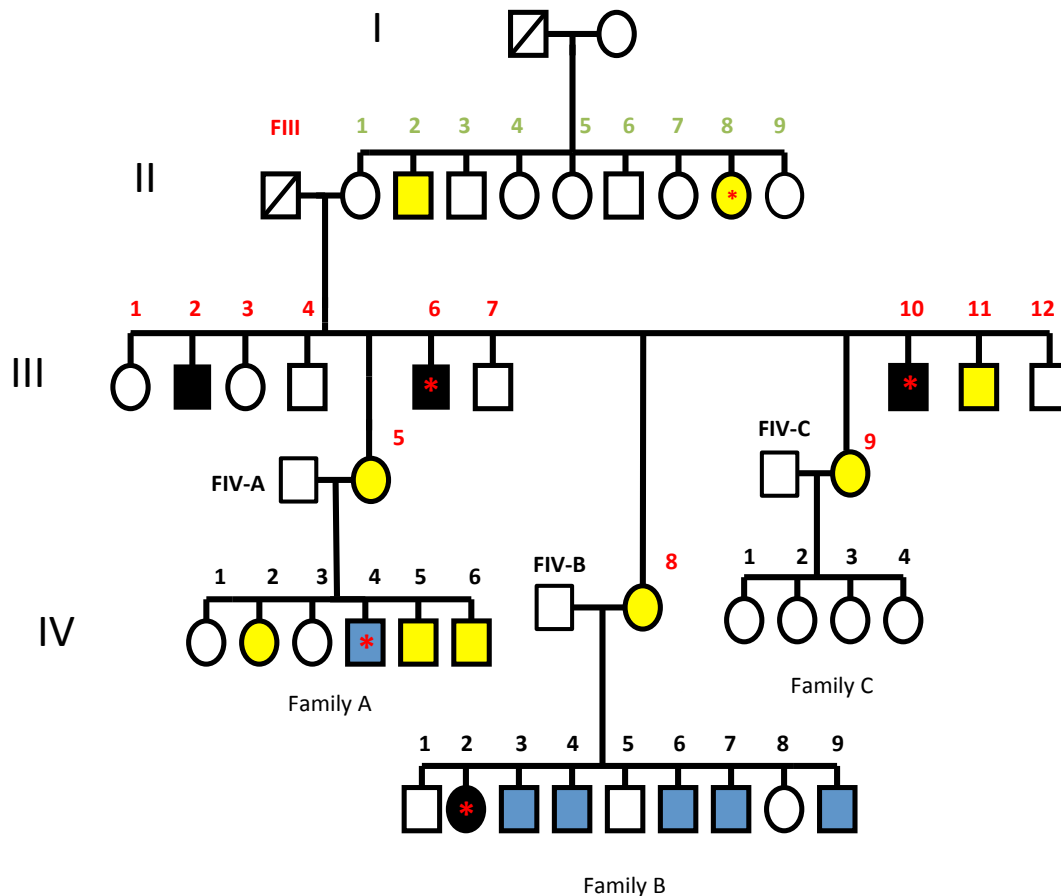 I
FIII 1 2 3 4 5 6 7 8 9
II
*
1 2 3 4 6 7 10 11 12
III
* *
5 FIV-C 9
FIV-A
1 2 3 4 5 6 FIV-B 8 1 2 3 4
IV
*
Family A Family C
1 2 3 4 5 6 7 8 9
*
Family B